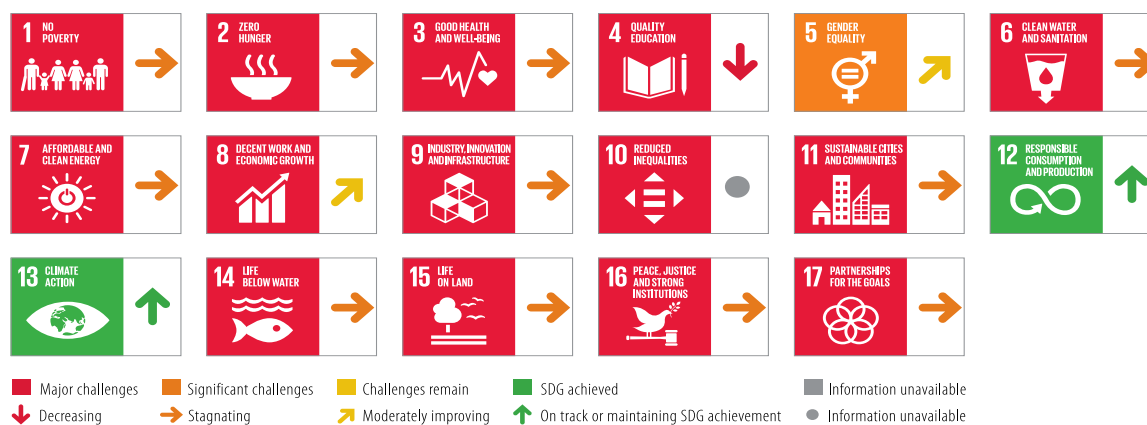 1 NO POVERTY
2 ZERO HUNGER
3 GOOD HEALTH AND WELL-BEING
4 QUALITY EDUCATION
5 GENDER EQUALITY
6 CLEAN WATER AND SANITATION
7 AFFORDABLE AND CLEAN ENERGY
8 DECENT WORK AND ECONOMIC GROWTH
9 INDUSTRY, INNOVATION AND INFRASTRUCTURE
10 REDUCED INEQUALITIES
11 SUSTAINABLE CITIES AND COMMUNITIES
12 RESPONSIBLE CONSUMPTION AND PRODUCTION
13 CLIMATE ACTION
14 LIFE BELOW WATER
15 LIFE ON LAND
16 PEACE, JUSTICE AND STRONG INSTITUTIONS
17 PARTNERSHIPS FOR THE GOALS
Major challenges Significant challenges Challenges remain SDG achieved Information unavailable
Decreasing Stagnating Moderately improving On track or maintaining SDG achievement Information unavailable